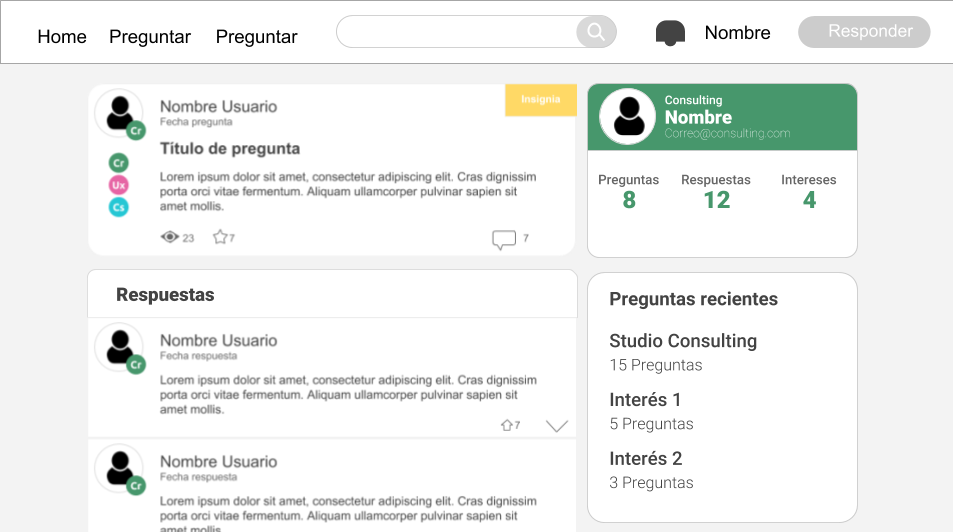 Home
Preguntar
Preguntar
Nombre
Responder
Nombre Usuario
Fecha pregunta
Insignia
Cr
Título de pregunta
Cr
Ux
Cs
Lorem ipsum dolor sit amet, consectetur adipiscing elit. Cras dignissim
porta orci vitae fermentum. Aliquam ullamcorper pulvinar sapien sit
amet mollis.
23
7
7
Respuestas
Nombre Usuario
Fecha respuesta
Cr
Lorem ipsum dolor sit amet, consectetur adipiscing elit. Cras dignissim
porta orci vitae fermentum. Aliquam ullamcorper pulvinar sapien sit
amet mollis.
7
Nombre Usuario
Fecha respuesta
Cr
Lorem ipsum dolor sit amet, consectetur adipiscing elit. Cras dignissim
porta orci vitae fermentum. Aliquam ullamcorper pulvinar sapien sit
amet mollis.
Consulting
Nombre
Correo@consulting.com
Preguntas
Respuestas
Intereses
8
12
4
Preguntas recientes
Studio Consulting
15 Preguntas
Interés 1
5 Preguntas
Interés 2
3 Preguntas